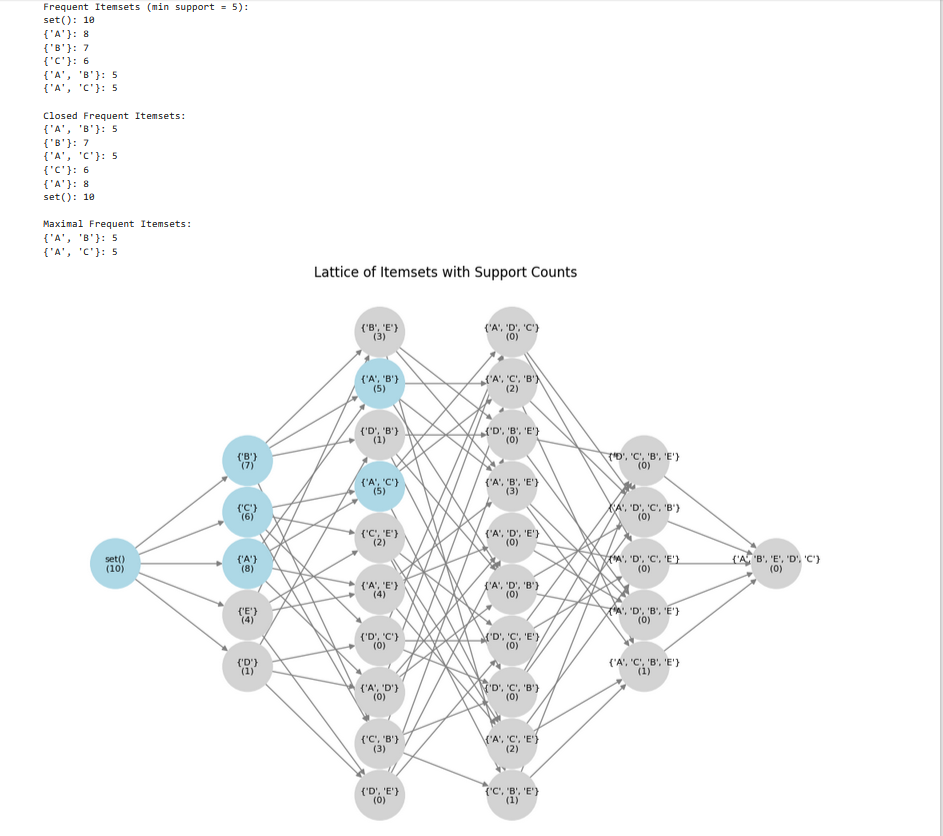 Frequent Itemsets (min support = 5):
set(): 10
{'A'}: 8
{'B'}: 7
{'C'}: 6
{'A', 'B'}: 5
{'A', 'C'}: 5
Closed Frequent Itemsets:
{'A', 'B'}: 5
{'B'}: 7
{'A', 'C'}: 5
{'C'}: 6
{'A'}: 8
set(): 10
Maximal Frequent Itemsets:
{'A', 'B'}: 5
{'A', 'C'}: 5
Lattice of Itemsets with Support Counts
set()
(10)
{'B'}
(7)
{'C'}
(6)
{'A'}
(8)
{'E'}
(4)
{'D'}
(1)
{'B', 'E'}
(3)
{'A', 'B'}
(5)
{'D', 'B'}
(1)
{'A', 'C'}
(5)
{'C', 'E'}
(2)
{'A', 'E'}
(4)
{'D', 'C'}
(0)
{'A', 'D'}
(0)
{'C', 'B'}
(3)
{'D', 'E'}
(0)
{'A', 'D', 'C'}
(0)
{'A', 'C', 'B'}
(2)
{'D', 'B', 'E'}
(0)
{'A', 'B', 'E'}
(3)
{'A', 'D', 'E'}
(0)
{'A', 'D', 'B'}
(0)
{'D', 'C', 'E'}
(0)
{'D', 'C', 'B'}
(0)
{'A', 'C', 'E'}
(2)
{'C', 'B', 'E'}
(1)
{'D', 'C', 'B', 'E'}
(0)
{'A', 'D', 'C', 'B'}
(0)
{'A', 'D', 'C', 'E'}
(0)
{'A', 'D', 'B', 'E'}
(0)
{'A', 'C', 'B', 'E'}
(1)
{'A', 'B', 'E', 'D', 'C'}
(0)